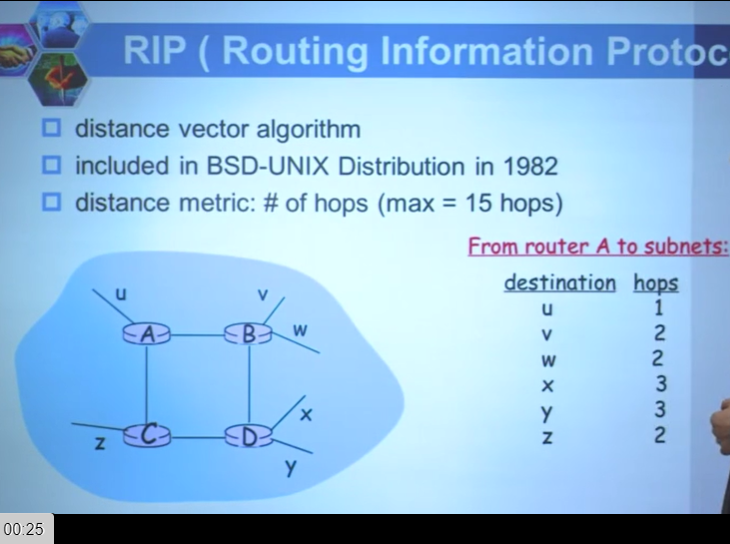 RIP ( Routing Information Protoc
distance vector algorithm
included in BSD-UNIX Distribution in 1982
distance metric: # of hops (max = 15 hops)
From router A to subnets:
destination hops
u 1
v 2
w 2
x 3
y 3
z 2
u
v
A
B
w
x
C
D
z
y
00:25